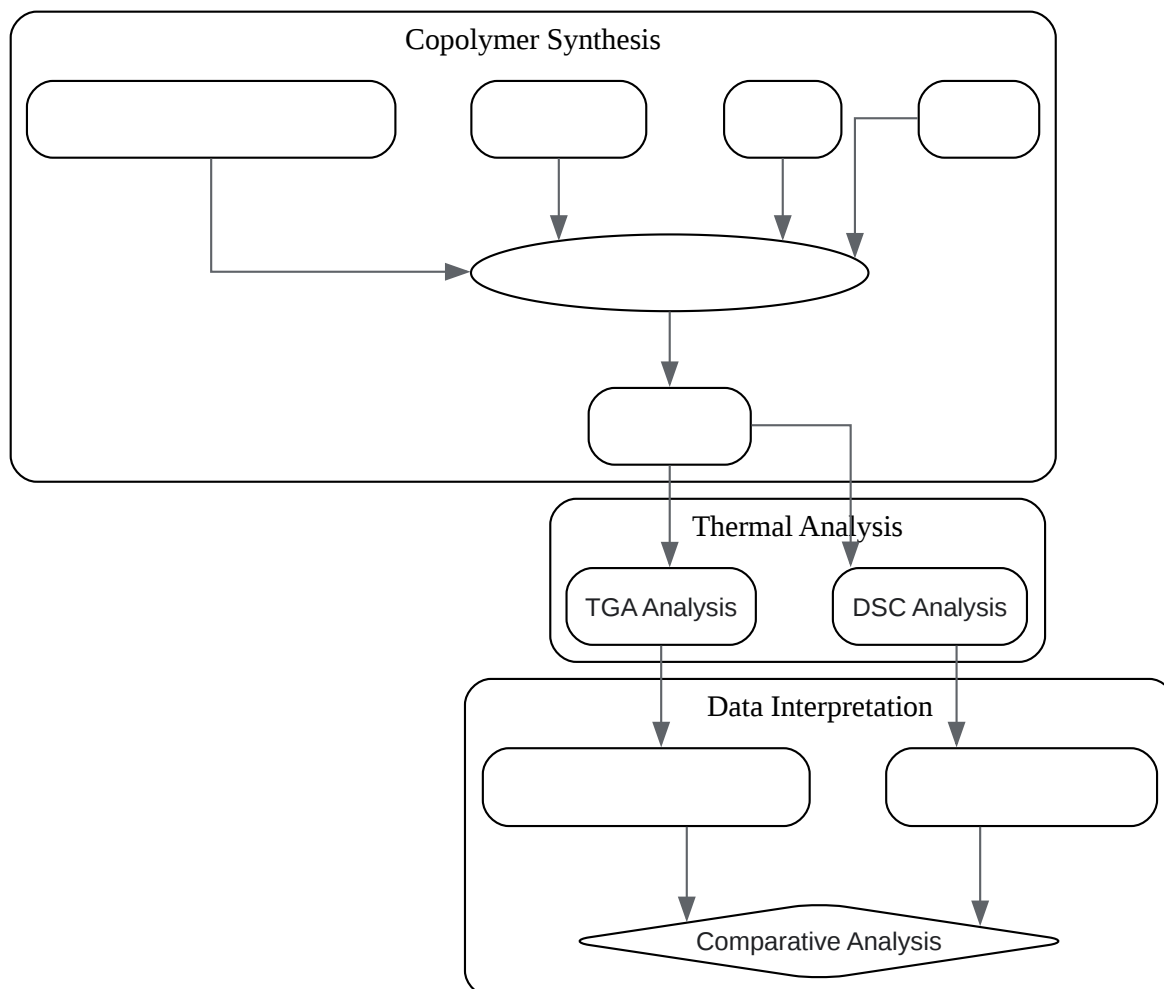 Copolymer Synthesis
Thermal Analysis
TGA Analysis
DSC Analysis
Data Interpretation
Comparative Analysis